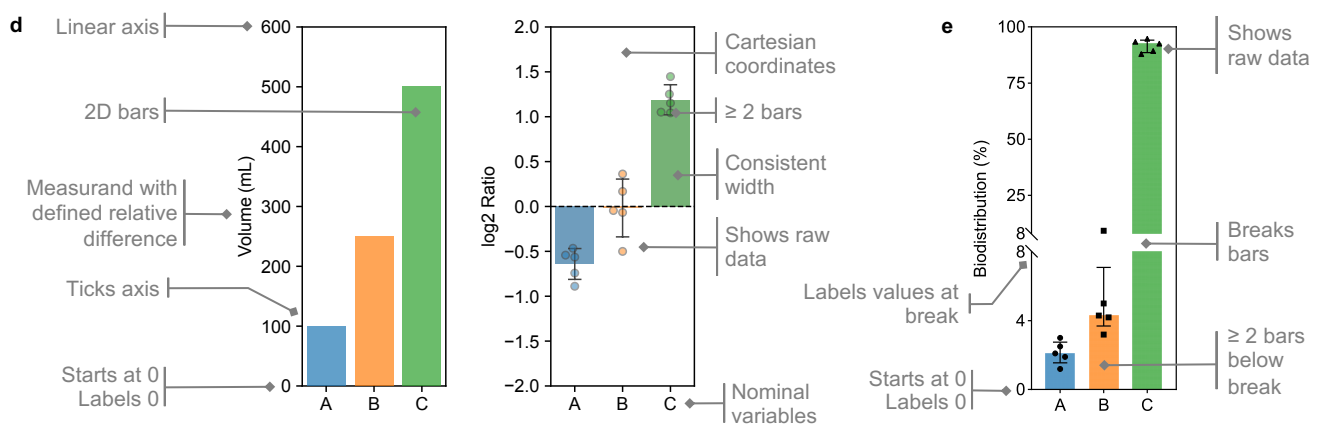 d
Linear axis
2D bars
Measurand with
defined relative
difference
Ticks axis
Starts at 0
Labels 0
Volume (mL)
600
500
400
300
200
100
0
A B C
log2 Ratio
2.0
1.5
1.0
0.5
0.0
−0.5
−1.0
−1.5
−2.0
A B C
Cartesian
coordinates
≥ 2 bars
Consistent
width
Shows raw
data
Nominal
variables
e
Labels values at
break
Starts at 0
Labels 0
Biodistribution (%)
100
75
50
25
8
8
4
0
A B C
Shows
raw data
Breaks
bars
≥ 2 bars
below
break